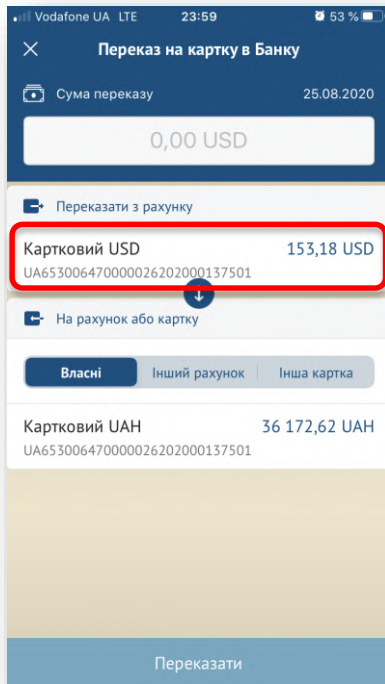 Vodafone UA LTE 23:59 53 %
Переказ на картку в Банку
Сума переказу 25.08.2020
0,00 USD
Переказати з рахунку
Картковий USD 153,18 USD
UA653006470000026202000137501
На рахунок або картку
Власні Інший рахунок Інша картка
Картковий UAH 36 172,62 UAH
UA653006470000026202000137501
Переказати